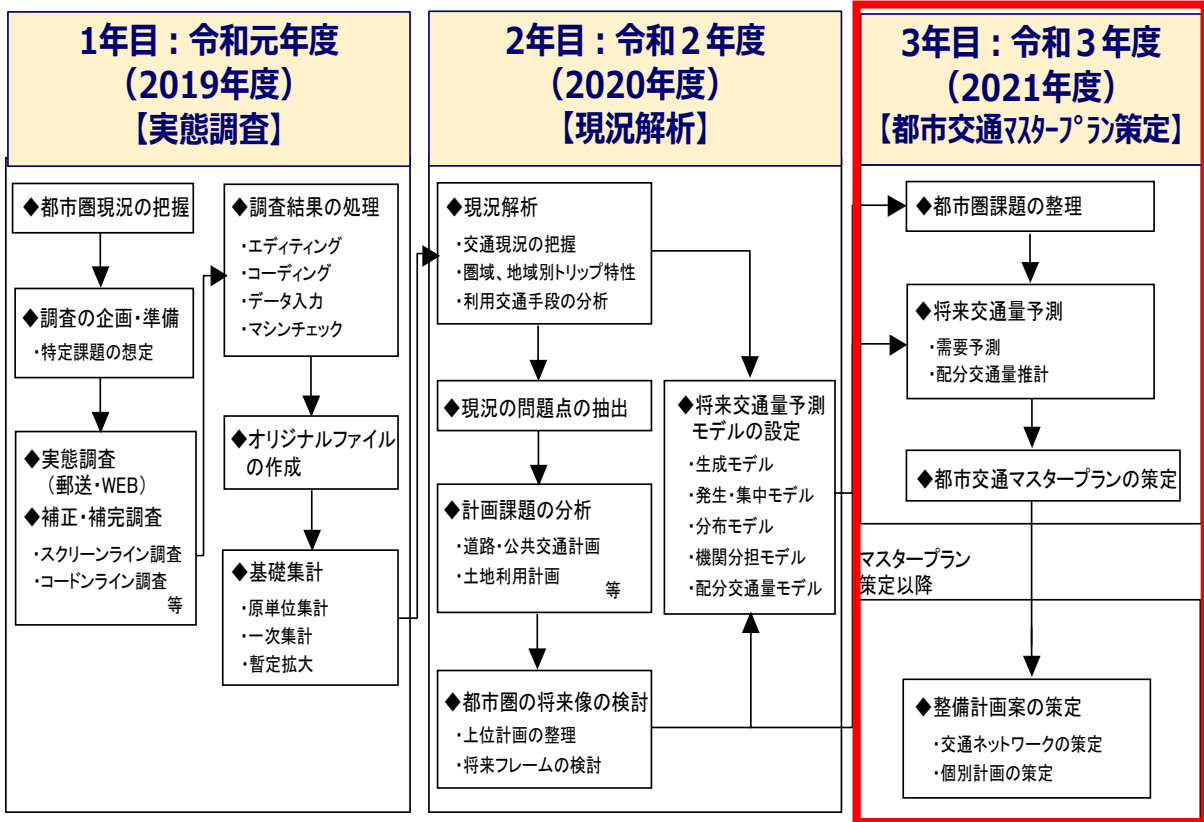 1年目：令和元年度
（2019年度）
【実態調査】
◆都市圏現況の把握
◆調査の企画・準備
・特定課題の想定
◆実態調査
（郵送・WEB）
◆補正・補完調査
・スクリーンライン調査
・コードンライン調査
等
◆調査結果の処理
・エディティング
・コーディング
・データ入力
・マシンチェック
◆オリジナルファイル
の作成
◆基礎集計
・原単位集計
・一次集計
・暫定拡大
2年目：令和２年度
（2020年度）
【現況解析】
◆現況解析
・交通現況の把握
・圏域、地域別トリップ特性
・利用交通手段の分析
◆現況の問題点の抽出
◆計画課題の分析
・道路・公共交通計画
・土地利用計画
等
◆都市圏の将来像の検討
・上位計画の整理
・将来フレームの検討
◆将来交通量予測
モデルの設定
・生成モデル
・発生・集中モデル
・分布モデル
・機関分担モデル
・配分交通量モデル
3年目：令和３年度
（2021年度）
【都市交通ﾏｽﾀｰﾌﾟﾗﾝ策定】
◆都市圏課題の整理
◆将来交通量予測
・需要予測
・配分交通量推計
◆都市交通マスタープランの策定
マスタープラン
策定以降
◆整備計画案の策定
・交通ネットワークの策定
・個別計画の策定